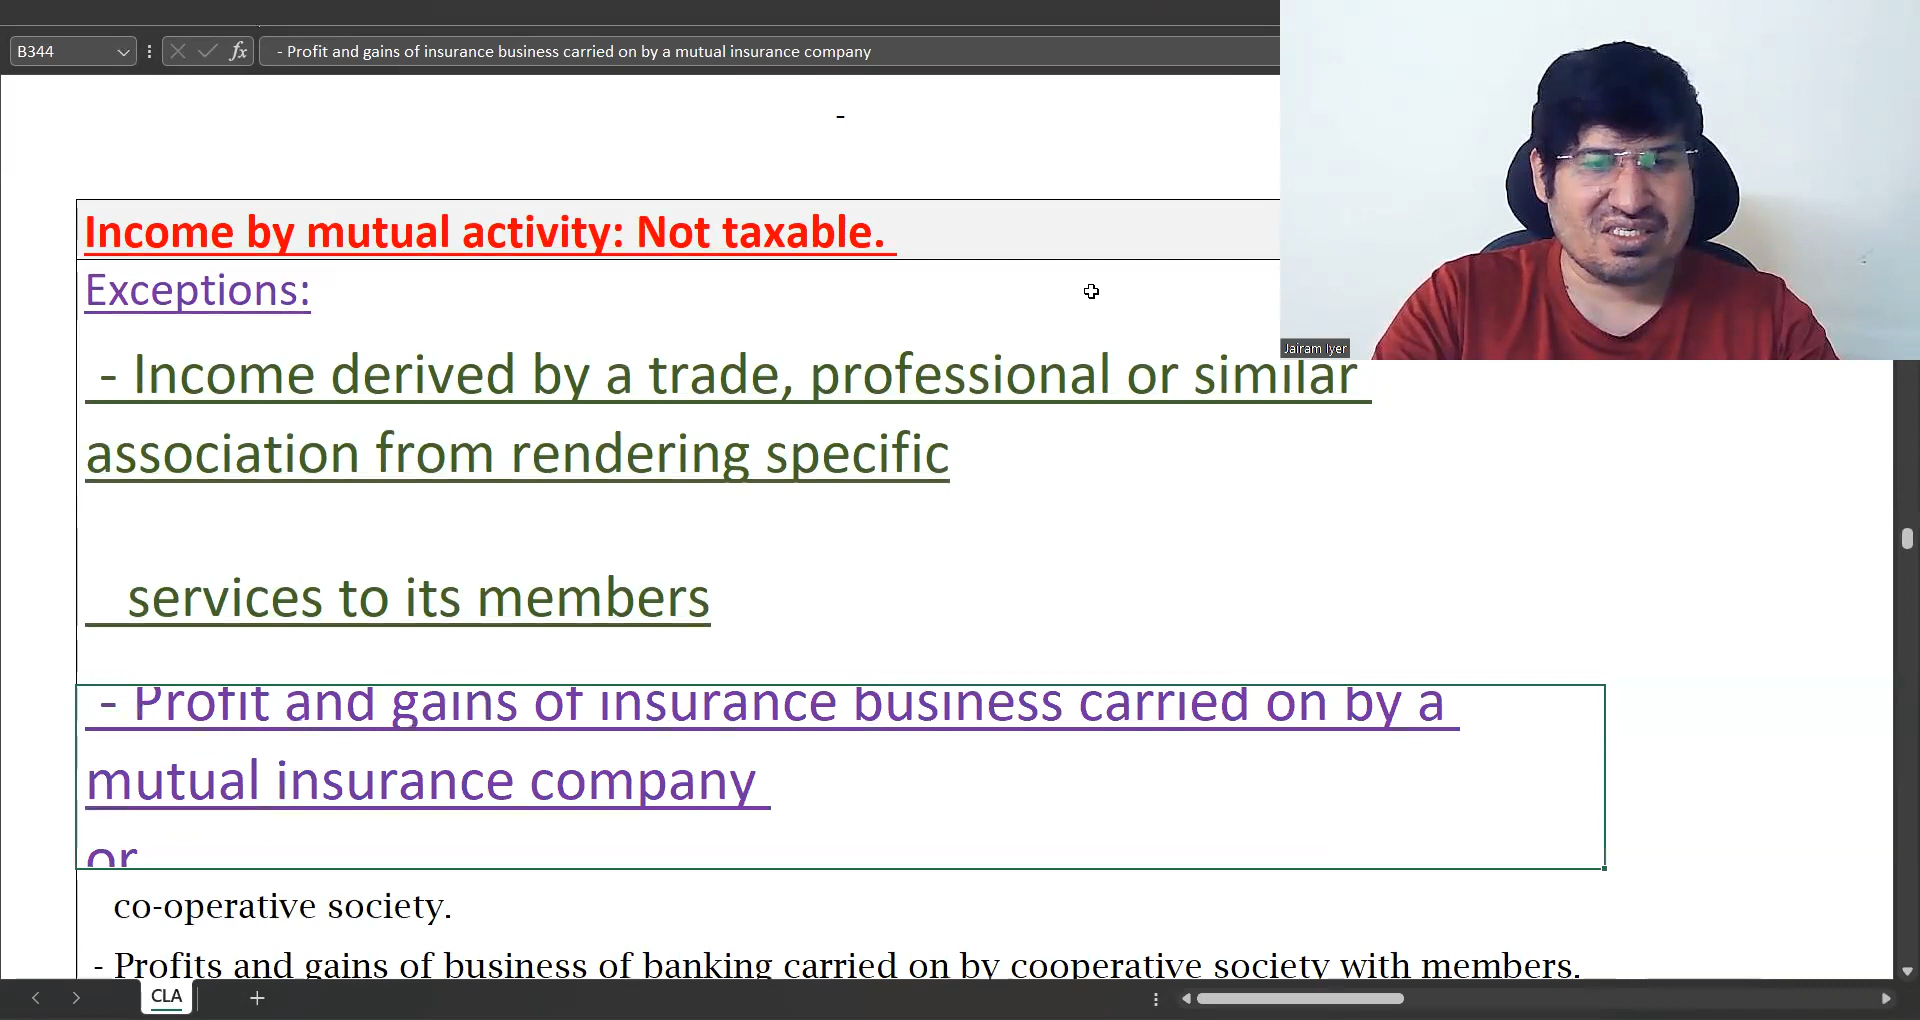 B344
fx
- Profit and gains of insurance business carried on by a mutual insurance company
-
Income by mutual activity: Not taxable.
Exceptions:
- Income derived by a trade, professional or similar
association from rendering specific
services to its members
- Profit and gains of insurance business carried on by a
mutual insurance company
or
co-operative society.
- Profits and gains of business of banking carried on by cooperative society with members.
Jairam Iyer
CLA